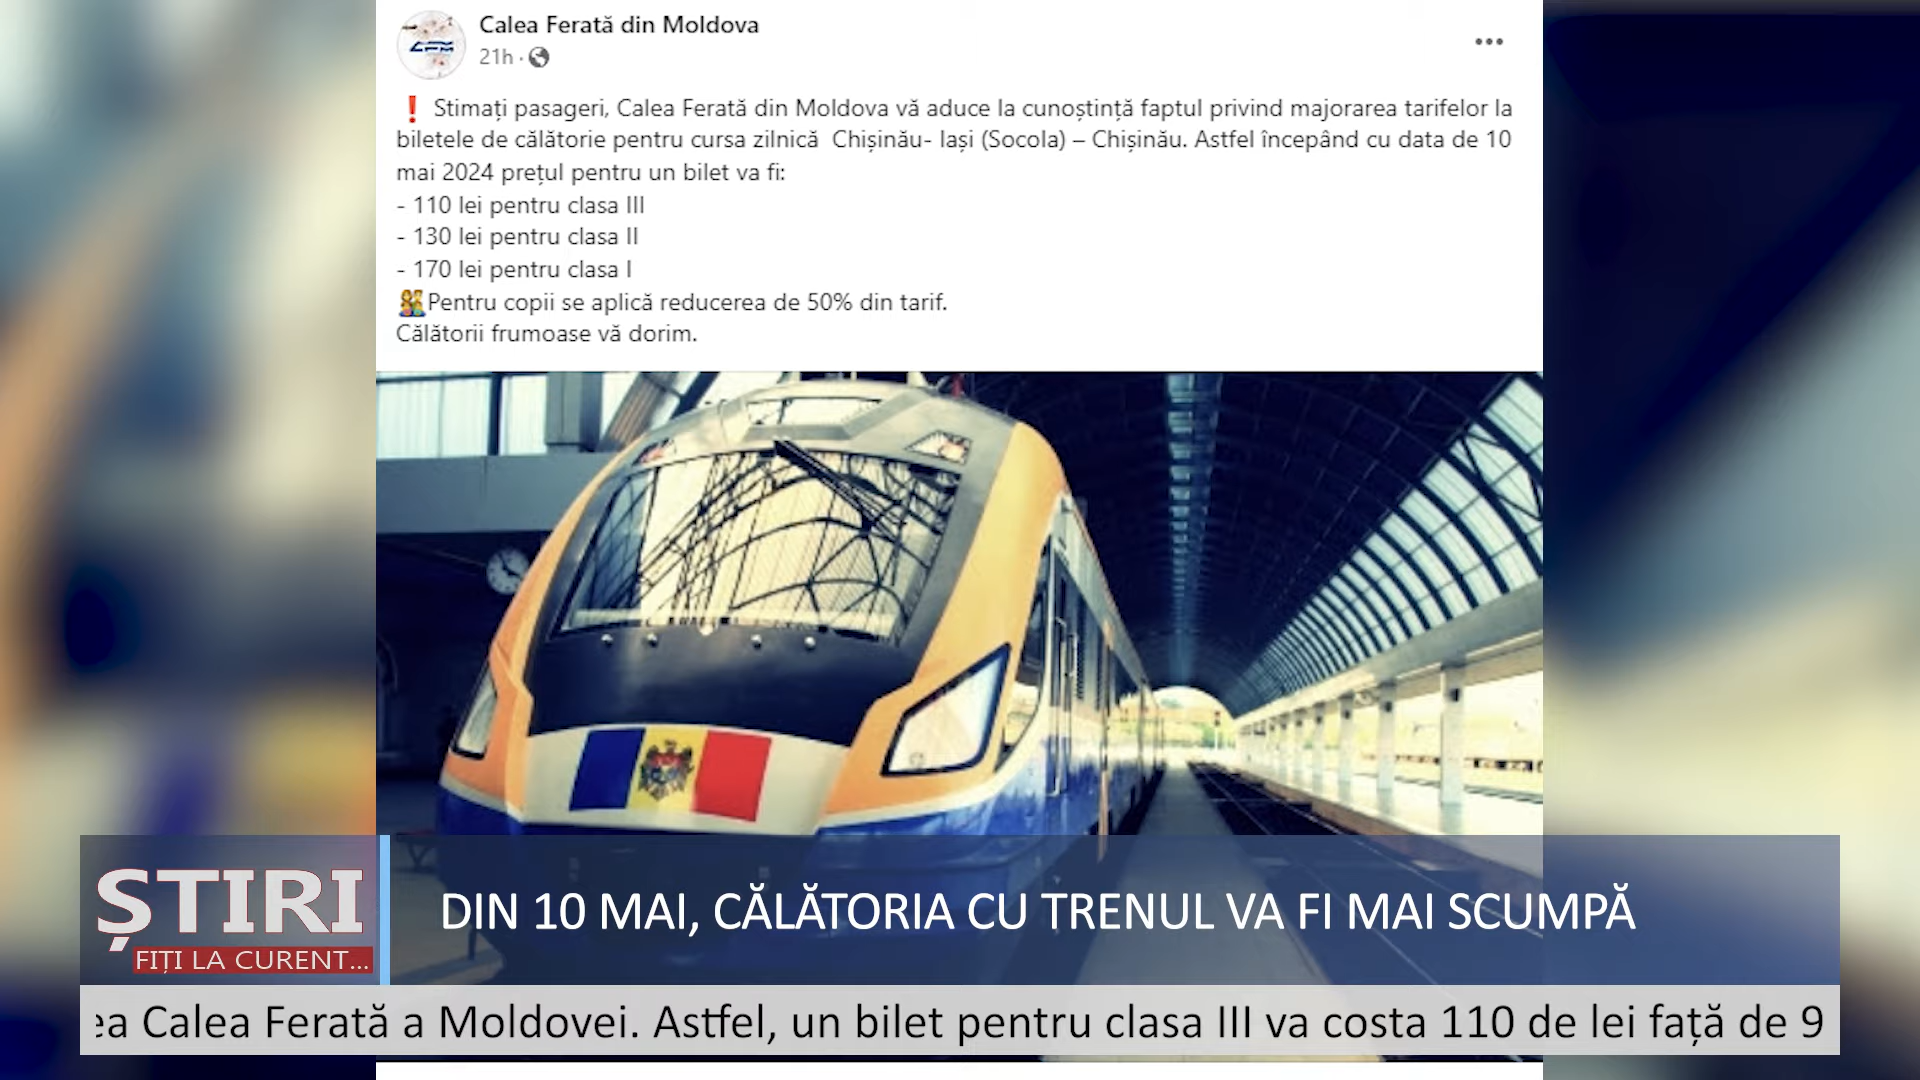 Calea Ferată din Moldova
21h ·
❗ Stimați pasageri, Calea Ferată din Moldova vă aduce la cunoștință faptul privind majorarea tarifelor la
biletele de călătorie pentru cursa zilnică Chișinău- Iași (Socola) – Chișinău. Astfel începând cu data de 10
mai 2024 prețul pentru un bilet va fi:
- 110 lei pentru clasa III
- 130 lei pentru clasa II
- 170 lei pentru clasa I
Pentru copii se aplică reducerea de 50% din tarif.
Călătorii frumoase vă dorim.
ȘTIRI
FIȚI LA CURENT...
DIN 10 MAI, CĂLĂTORIA CU TRENUL VA FI MAI SCUMPĂ
Calea Ferată a Moldovei. Astfel, un bilet pentru clasa III va costa 110 de lei față de 9